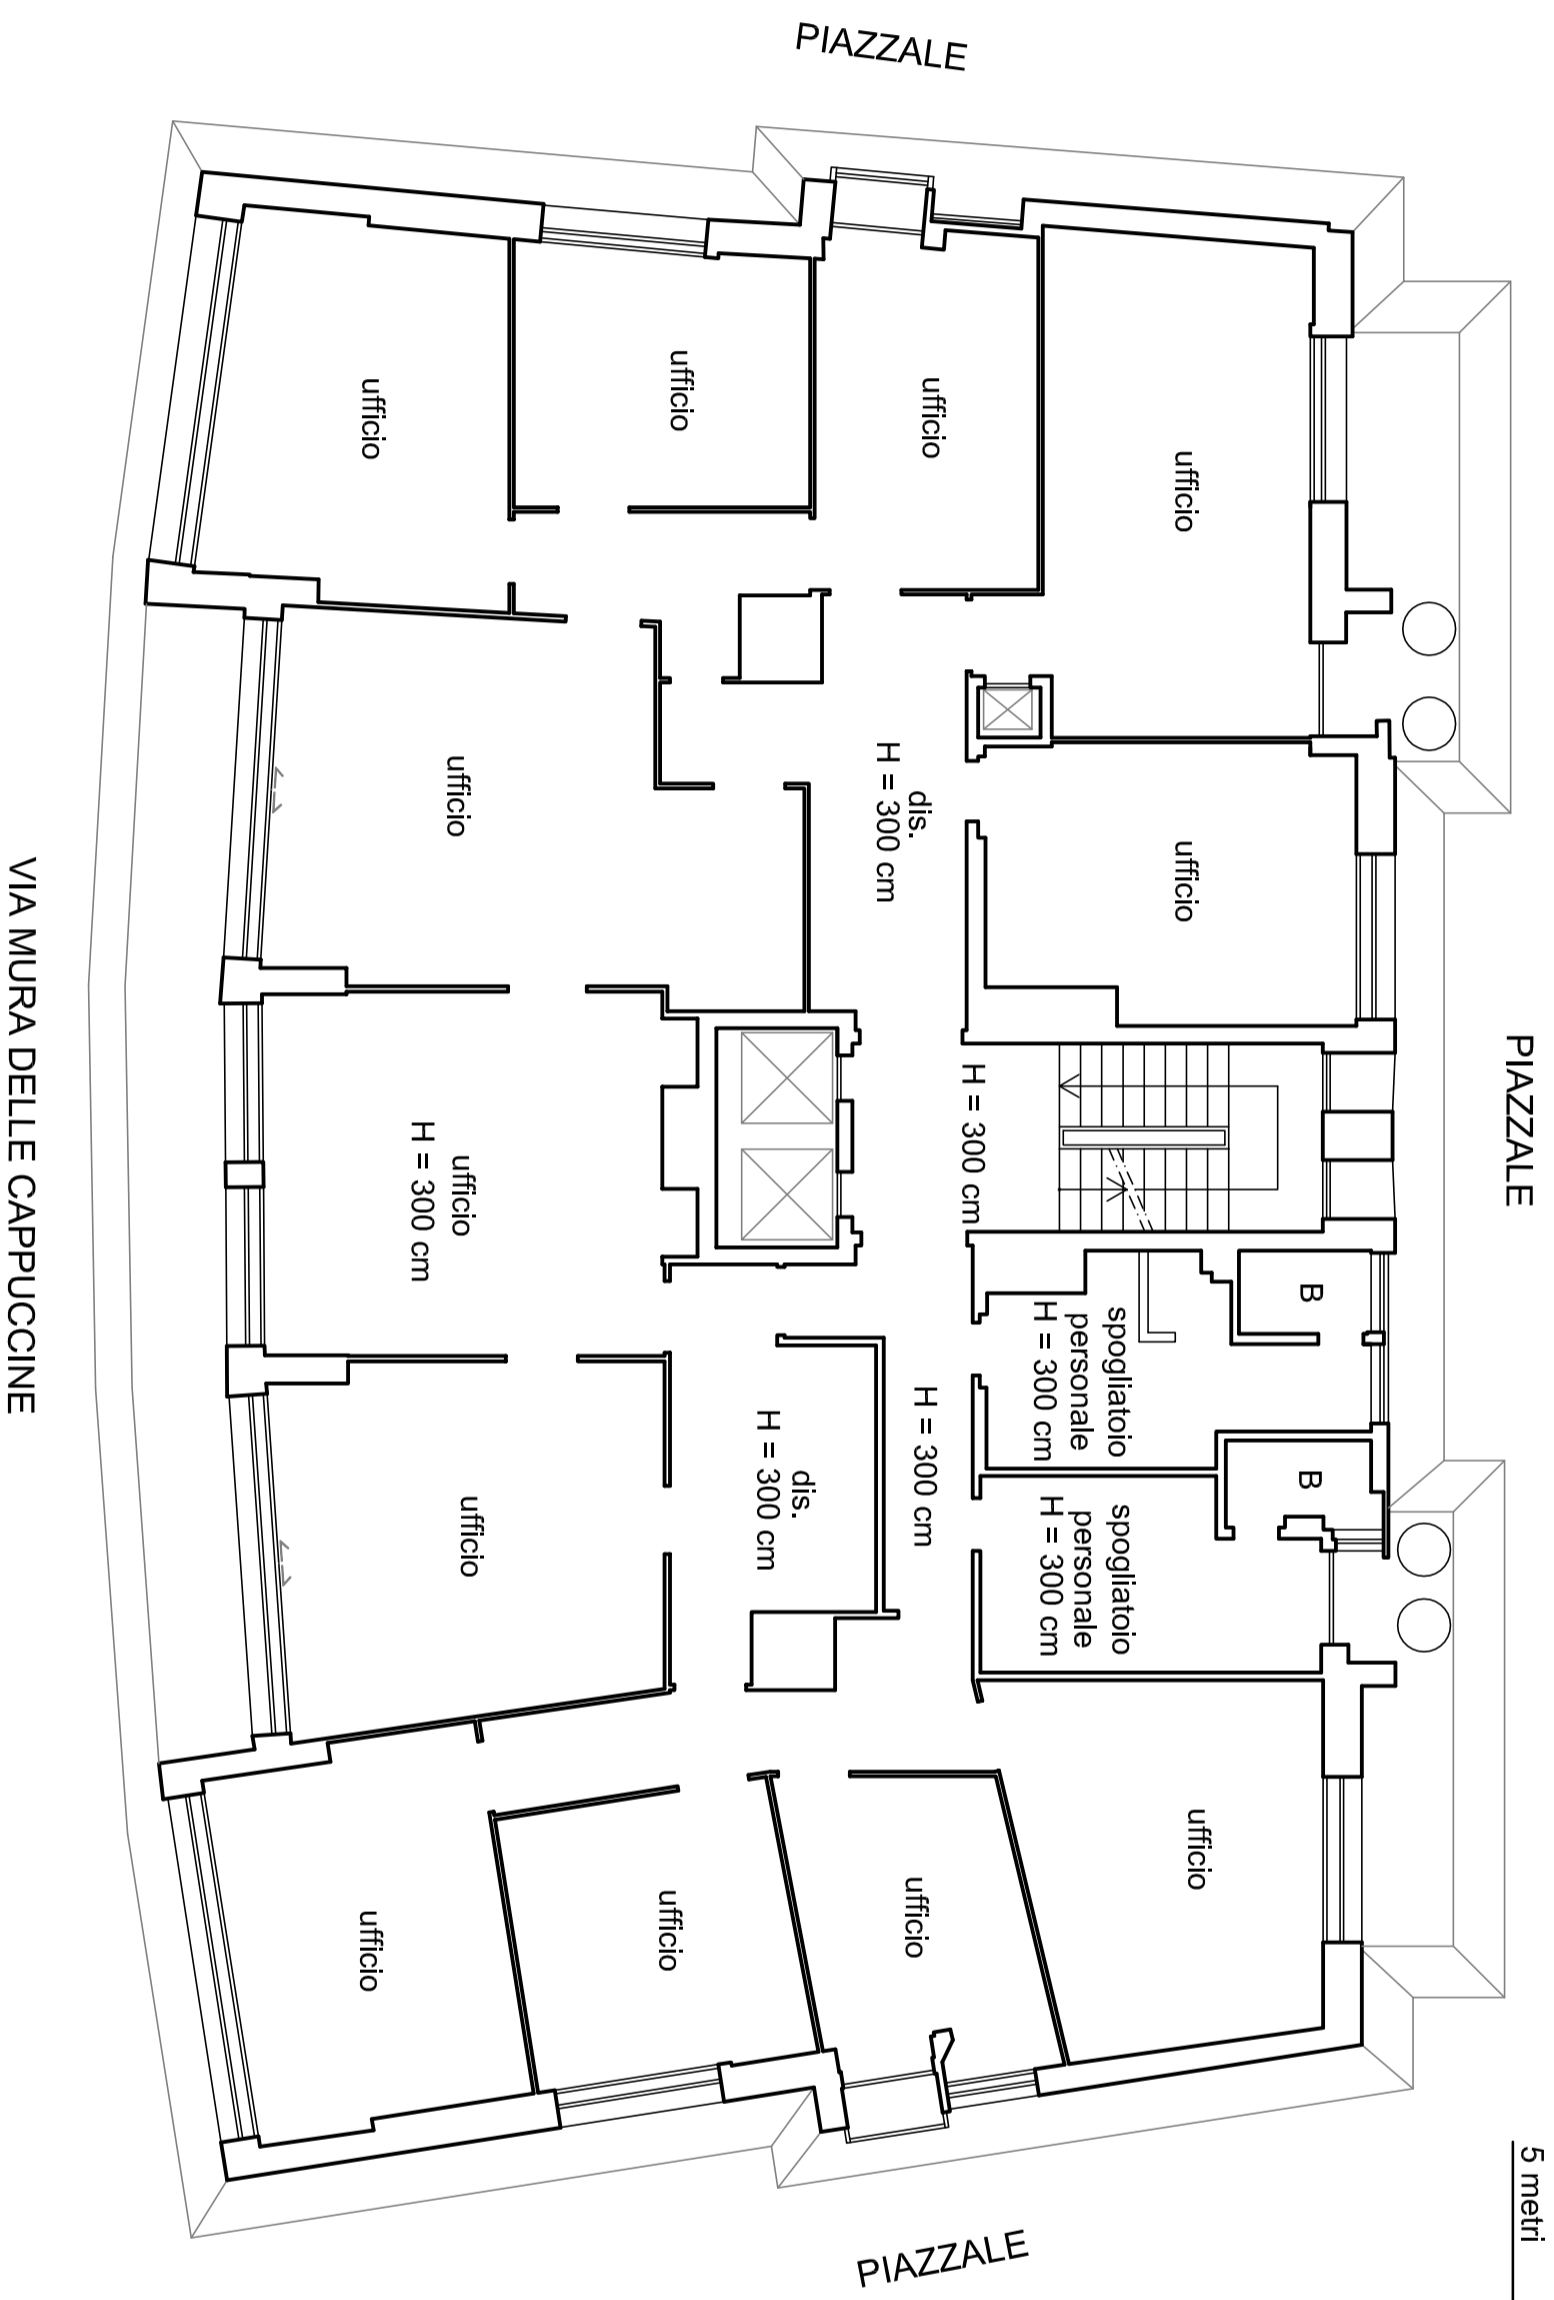 PIAZZALE
ufficio
ufficio
ufficio
ufficio
ufficio
dis.
H = 300 cm
ufficio
VIA MURA DELLE CAPPUCCINE
PIAZZALE
ufficio
H = 300 cm
H = 300 cm
B
spogliatoio
personale
H = 300 cm
B
spogliatoio
personale
H = 300 cm
H = 300 cm
dis.
H = 300 cm
ufficio
ufficio
ufficio
ufficio
ufficio
5 metri
PIAZZALE